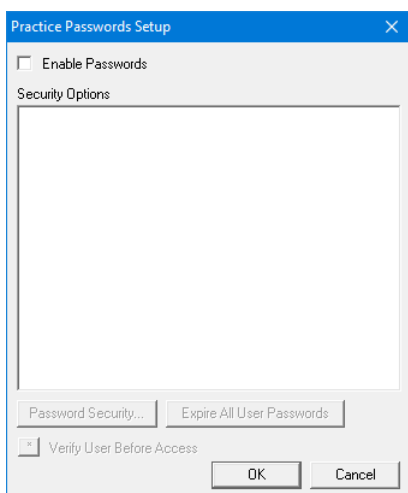 Practice Passwords Setup
Enable Passwords
Security Options
Password Security... Expire All User Passwords
* Verify User Before Access
OK Cancel